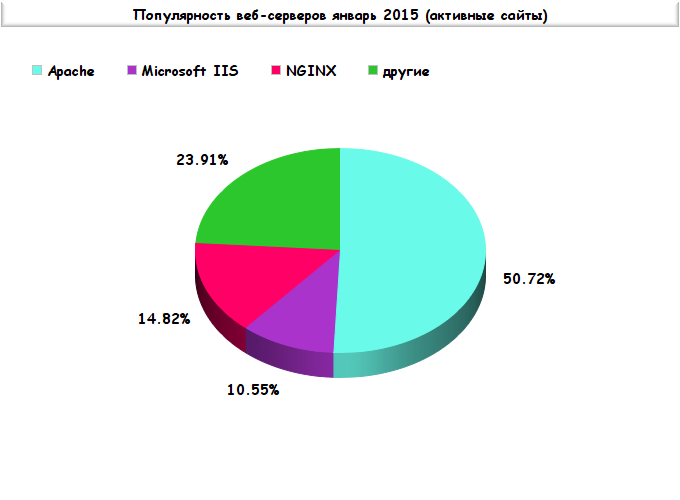 Популярность веб-серверов январь 2015 (активные сайты)
Apache Microsoft IIS NGINX другие
23.91%
50.72%
14.82%
10.55%